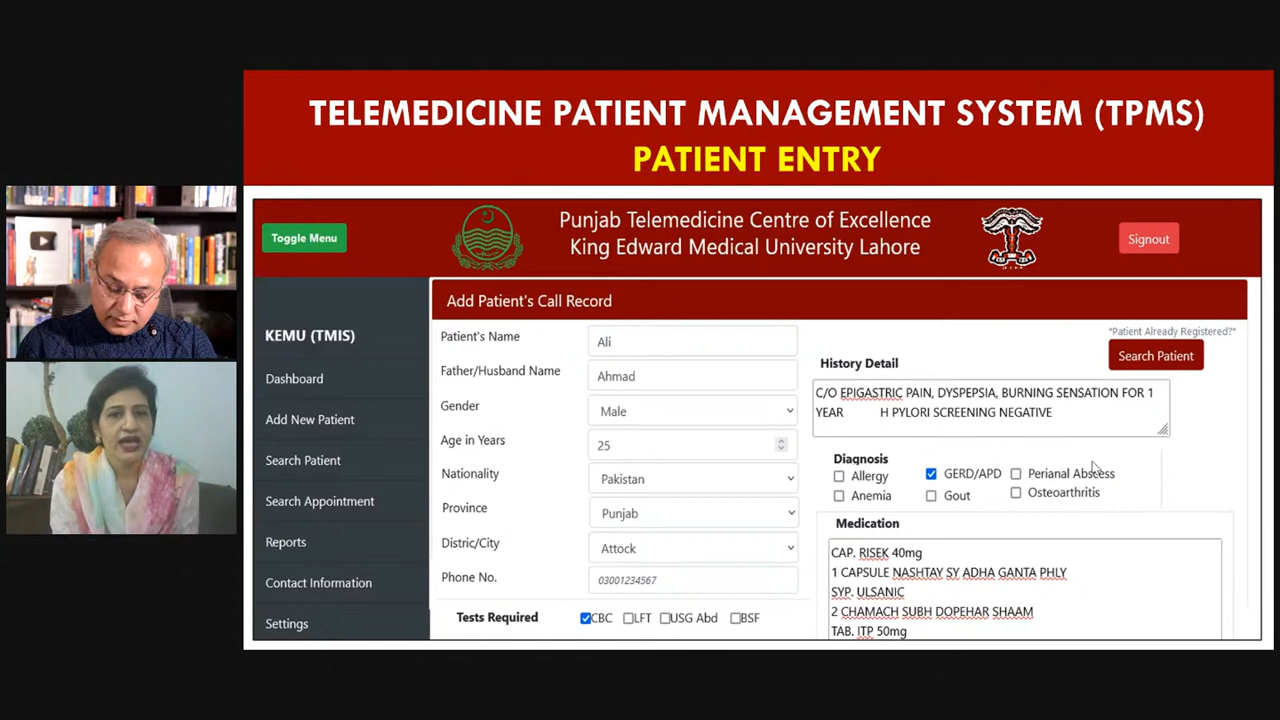 TELEMEDICINE PATIENT MANAGEMENT SYSTEM (TPMS)
PATIENT ENTRY
Toggle Menu
Punjab Telemedicine Centre of Excellence
King Edward Medical University Lahore
Signout
KEMU (TMIS)
Dashboard
Add New Patient
Search Patient
Search Appointment
Reports
Contact Information
Settings
Add Patient's Call Record
Patient's Name
Ali
Father/Husband Name
Ahmad
Gender
Male
Age in Years
25
Nationality
Pakistan
Province
Punjab
Distric/City
Attock
Phone No.
03001234567
Tests Required
CBC
LFT
USG Abd
BSF
*Patient Already Registered?*
Search Patient
History Detail
C/O EPIGASTRIC PAIN, DYSPEPSIA, BURNING SENSATION FOR 1
YEAR H PYLORI SCREENING NEGATIVE
Diagnosis
Allergy
GERD/APD
Perianal Abscess
Anemia
Gout
Osteoarthritis
Medication
CAP. RISEK 40mg
1 CAPSULE NASHTAY SY ADHA GANTA PHLY
SYP. ULSANIC
2 CHAMACH SUBH DOPEHAR SHAAM
TAB. ITP 50mg